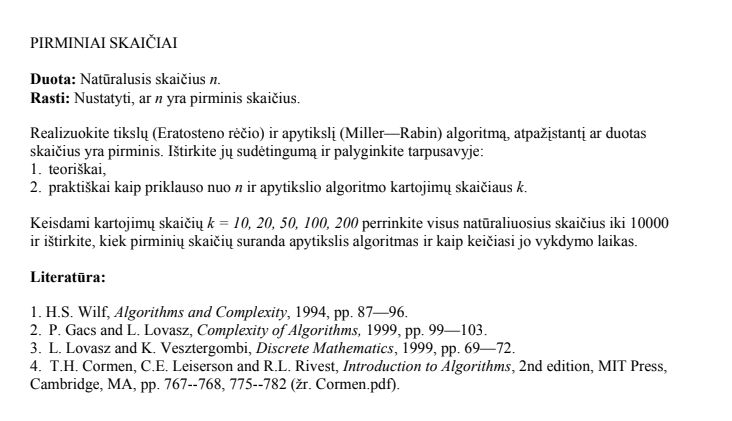 PIRMINIAI SKAIČIAI
Duota: Natūralusis skaičius n.
Rasti: Nustatyti, ar n yra pirminis skaičius.
Realizuokite tikslų (Eratosteno rėčio) ir apytikslį (Miller—Rabin) algoritmą, atpažįstantį ar duotas
skaičius yra pirminis. Ištirkite jų sudėtingumą ir palyginkite tarpusavyje:
1. teoriškai,
2. praktiškai kaip priklauso nuo n ir apytikslio algoritmo kartojimų skaičiaus k.
Keisdami kartojimų skaičių k = 10, 20, 50, 100, 200 perrinkite visus natūraliuosius skaičius iki 10000
ir ištirkite, kiek pirminių skaičių suranda apytikslis algoritmas ir kaip keičiasi jo vykdymo laikas.
Literatūra:
1. H.S. Wilf, Algorithms and Complexity, 1994, pp. 87—96.
2. P. Gacs and L. Lovasz, Complexity of Algorithms, 1999, pp. 99—103.
3. L. Lovasz and K. Vesztergombi, Discrete Mathematics, 1999, pp. 69—72.
4. T.H. Cormen, C.E. Leiserson and R.L. Rivest, Introduction to Algorithms, 2nd edition, MIT Press,
Cambridge, MA, pp. 767--768, 775--782 (žr. Cormen.pdf).